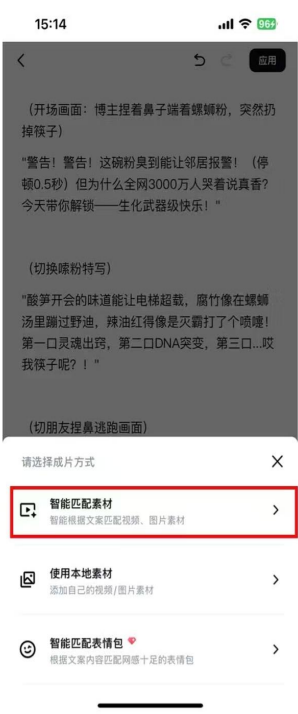 15:14
96
应用
（开场画面：博主捏着鼻子端着螺蛳粉，突然扔
掉筷子）
"警告！警告！这碗粉臭到能让邻居报警！（停
顿0.5秒）但为什么全网3000万人哭着说真香？
今天带你解锁——生化武器级快乐！"
（切换嗦粉特写）
"酸笋开会的味道能让电梯超载，腐竹像在螺蛳
汤里蹦过野迪，辣油红得像是灭霸打了个喷嚏！
第一口灵魂出窍，第二口DNA突变，第三口...哎
我筷子呢？！"
（切朋友捏鼻逃跑画面）
请选择成片方式
智能匹配素材
智能根据文案匹配视频、图片素材
使用本地素材
添加自己的视频/图片素材
智能匹配表情包
根据文案内容匹配网感十足的表情包